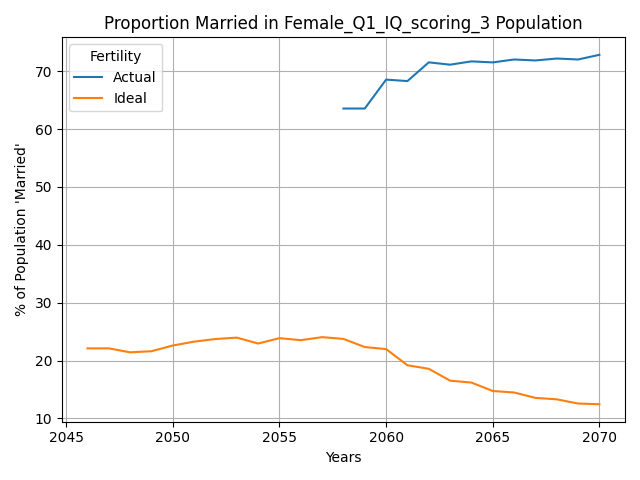 Proportion Married in Female_Q1_IQ_scoring_3 Population
Fertility
Actual
Ideal
% of Population 'Married'
70
60
50
40
30
20
10
2045
2050
2055
2060
2065
2070
Years